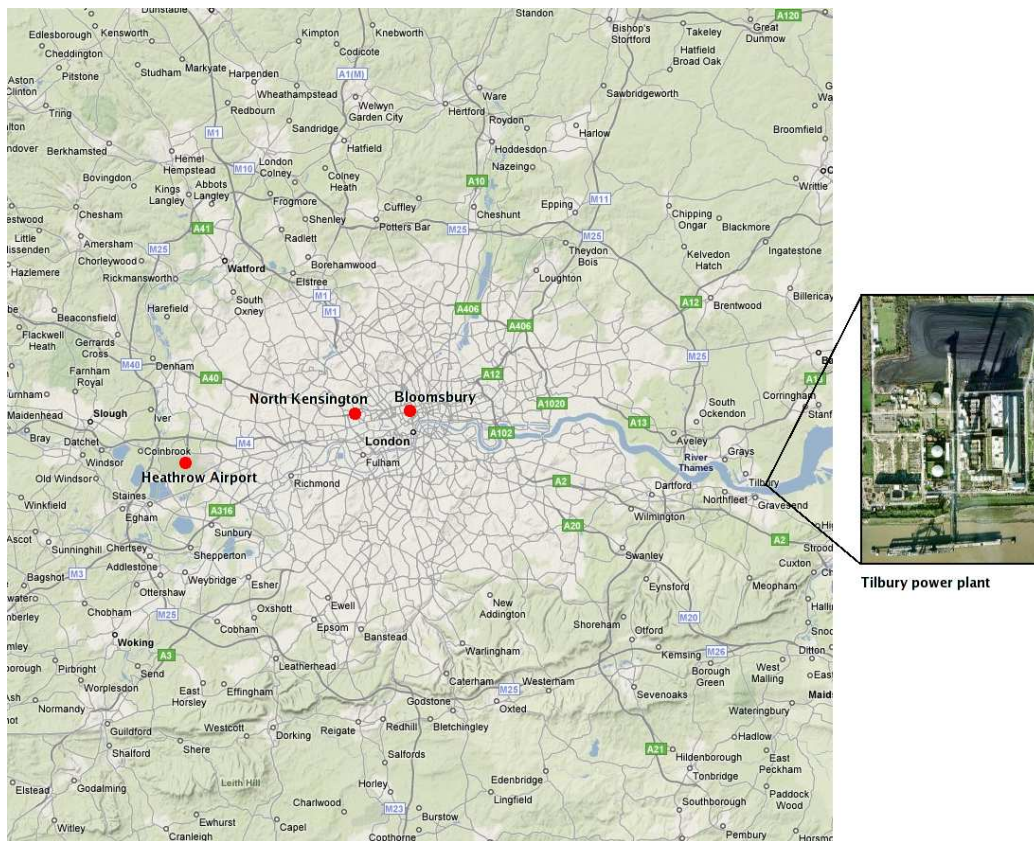 Dunstable
Standon
Bishop's
Stortford
Takeley
Great
Dunmow
A120
Edlesborough
Kensworth
Kimpton
Knebworth
Codicote
Cheddington
Pitstone
Studham
Markyate
Harpenden
A1(M)
Hatfield
Broad Oak
Aston
Clinton
Wheathampstead
Welwyn
Garden City
Ware
Sawbridgeworth
Tring
Redbourn
Hertford
Roydon
M1
Sandridge
Harlow
Broomfield
Berkhamsted
Hatfield
Hoddesdon
Hemel
Hempstead
London
Colney
Nazeing
M10
Colney
Heath
Bovingdon
Kings
Langley
Abbots
Langley
A10
Writtle
Chesham
Frogmore
Cuffley
Epping
M11
Cheshunt
Chipping
Ongar
Blackmore
Shenley
A41
Potters Bar
M25
M25
Little
Missenden
Amersham
M25
Radlett
Ingatestone
Chorleywood
Theydon
Bois
Kelvedon
Hatch
Hazlemere
Rickmansworth
Watford
Borehamwood
Loughton
Elstree
South
Oxney
M1
Billericay
Harefield
A12
Brentwood
Beaconsfield
M1
A406
A406
Flackwell
Heath
Gerrards
Cross
M25
Denham
M40
Farnham
Royal
A40
A12
North Kensington
Bloomsbury
Corringham
Maidenhead
Slough
Iver
A1020
South
Ockendon
A13
Bray
Datchet
M4
London
A102
Aveley
Colnbrook
Windsor
Fulham
River
Thames
Grays
Old Windsor
Heathrow Airport
Richmond
Tilbury
A2
Dartford
Northfleet
Gravesend
Winkfield
Staines
Egham
A316
Wilmington
Sunbury
A20
A2
Ascot
Strood
Sunninghill
Chertsey
Shepperton
Swanley
Cuxton
Bagshot
M3
Addlestone
Weybridge
Esher
Eynsford
Meopham
Tilbury power plant
Ottershaw
New
Addington
Chobham
M25
Oxshott
Ewell
Shoreham
M20
Cobham
Epsom
Otford
Banstead
Woking
Kemsing
M26
Ditton
A3
Warlingham
Pirbright
Send
Leatherhead
Borough
Green
West
Malling
Worplesdon
East
Horsley
Effingham
Caterham
Westerham
M25
Sevenoaks
Normandy
Godstone
Oxted
Wateringbury
Guildford
Westcott
Reigate
Redhill
Bletchingley
Dorking
Shalford
Shere
Hadlow
Salfords
A21
Hildenborough
East
Peckham
Leith Hill
Tonbridge
Elstead
Godalming
Horley
Edenbridge
Paddock
Wood
Charlwood
Lingfield
M23
Southborough
Witley
Ewhurst
Capel
Burstow
Cranleigh
Copthorne
Pembury